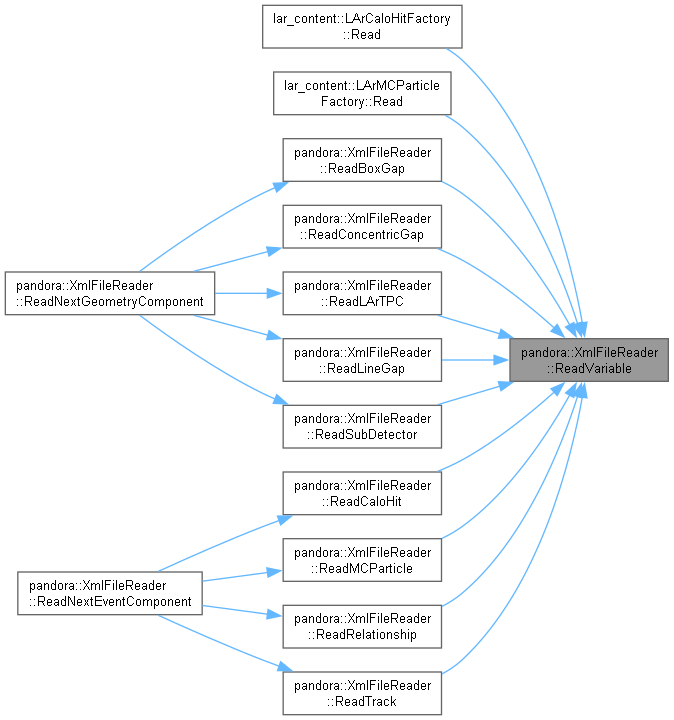 lar_content::LArCaloHitFactory
::Read
lar_content::LArMCParticle
Factory::Read
pandora::XmlFileReader
::ReadBoxGap
pandora::XmlFileReader
::ReadConcentricGap
pandora::XmlFileReader
::ReadNextGeometryComponent
pandora::XmlFileReader
::ReadLArTPC
pandora::XmlFileReader
::ReadLineGap
pandora::XmlFileReader
::ReadVariable
pandora::XmlFileReader
::ReadSubDetector
pandora::XmlFileReader
::ReadCaloHit
pandora::XmlFileReader
::ReadMCParticle
pandora::XmlFileReader
::ReadNextEventComponent
pandora::XmlFileReader
::ReadRelationship
pandora::XmlFileReader
::ReadTrack